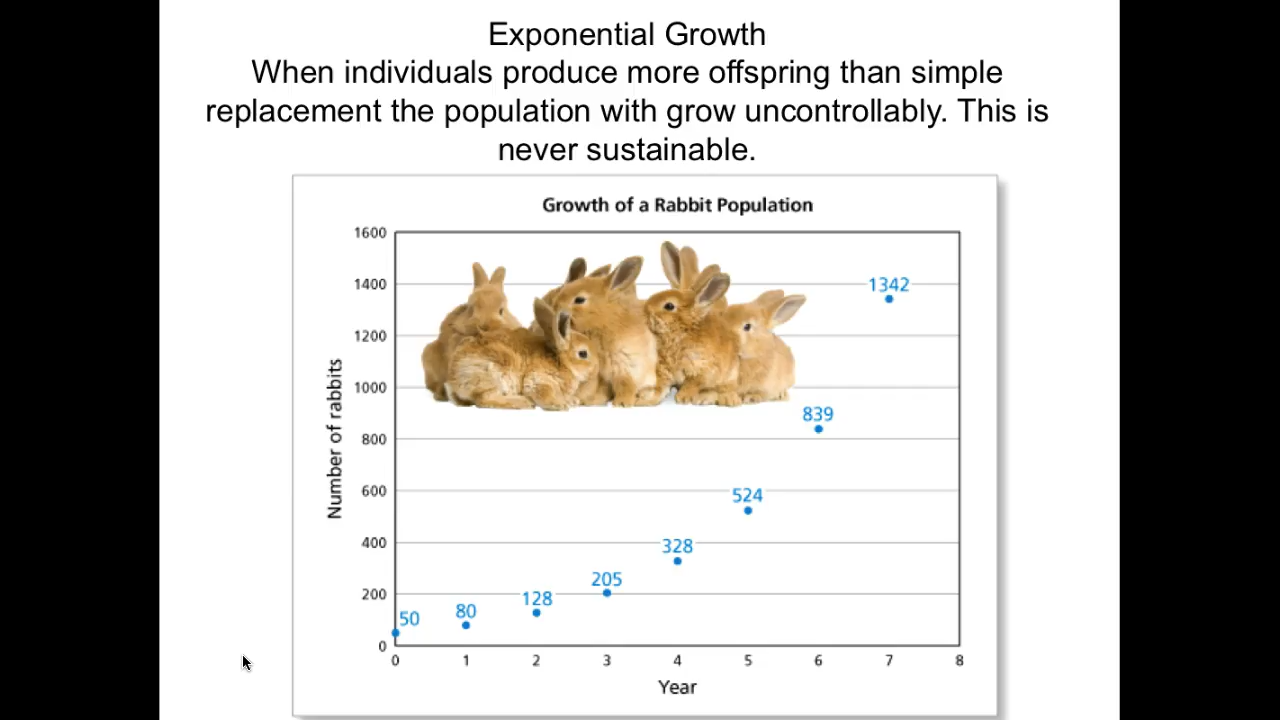 Exponential Growth
When individuals produce more offspring than simple
replacement the population with grow uncontrollably. This is
never sustainable.
Growth of a Rabbit Population
1600
1400
1342
1200
1000
Number of rabbits
839
800
600
524
400
328
205
200
128
80
50
0
0 1 2 3 4 5 6 7 8
Year